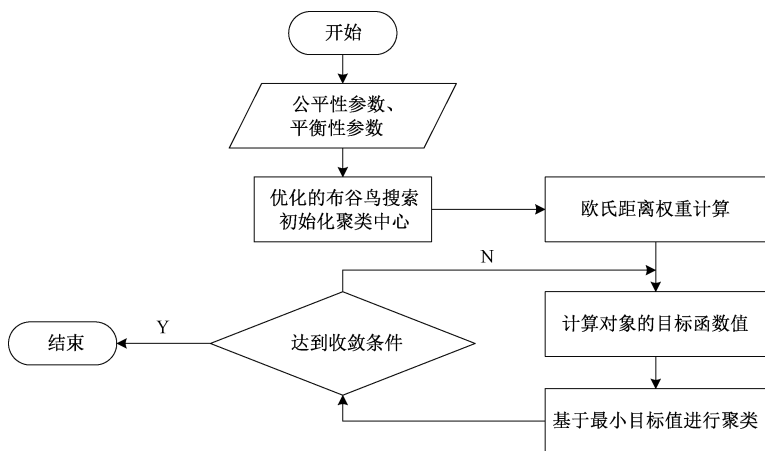 开始
公平性参数、
平衡性参数
优化的布谷鸟搜索
初始化聚类中心
欧氏距离权重计算
N
计算对象的目标函数值
达到收敛条件
Y
结束
基于最小目标值进行聚类